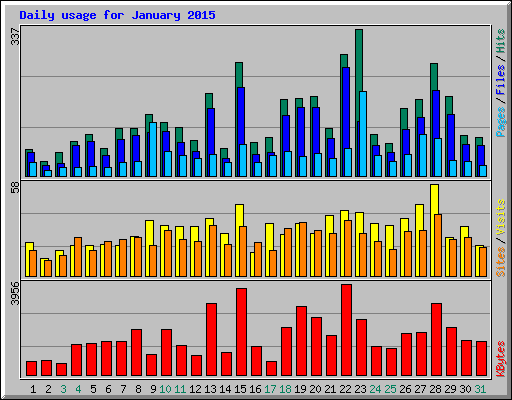 Daily usage for January 2015
337
Pages / Files / Hits
58
Sites / Visits
3956
KBytes
1 2 3 4 5 6 7 8 9 10 11 12 13 14 15 16 17 18 19 20 21 22 23 24 25 26 27 28 29 30 31